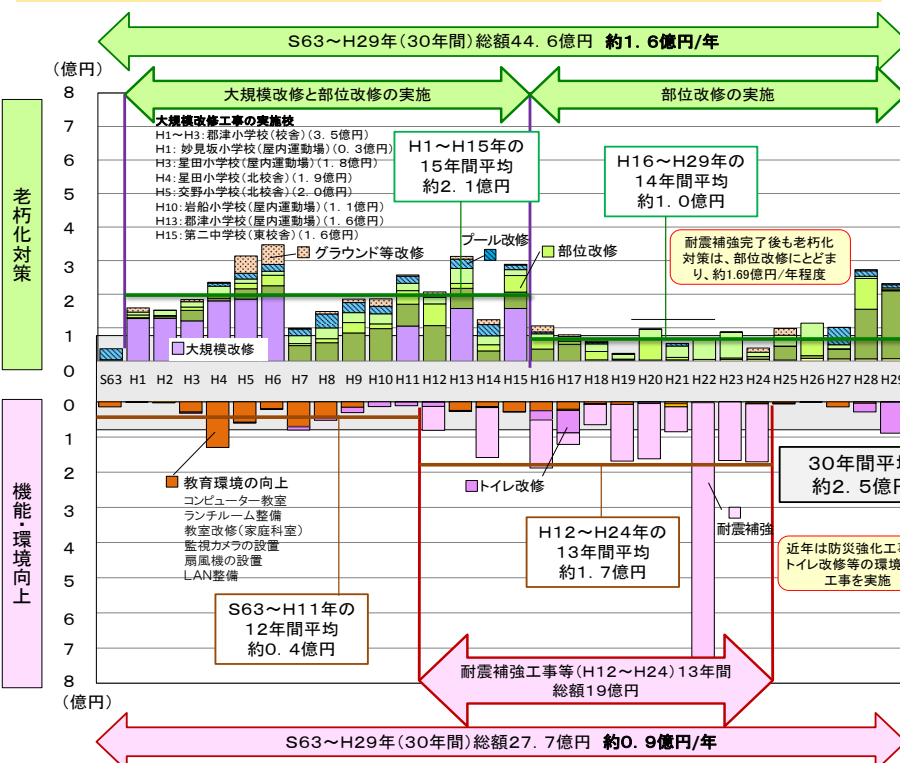 S63～H29年(30年間)総額44．6億円 約1．6億円/年
(億円)
大規模改修と部位改修の実施
部位改修の実施
老朽化対策
8
7
6
5
4
3
2
1
0
大規模改修工事の実施校
H1～H3：郡津小学校(校舎)(3．5億円)
H1：妙見坂小学校(屋内運動場)(0．3億円)
H3：星田小学校(屋内運動場)(1．8億円)
H4：星田小学校(北校舎)(1．9億円)
H5：交野小学校(北校舎)(2．0億円)
H10：岩船小学校(屋内運動場)(1．1億円)
H13：郡津小学校(屋内運動場)(1．6億円)
H15：第二中学校(東校舎)(1．6億円)
H1～H15年の
15年間平均
約2．1億円
H16～H29年の
14年間平均
約1．0億円
グラウンド等改修
プール改修
部位改修
耐震補強完了後も老朽化
対策は、部位改修にとどま
り、約1.69億円/年程度
大規模改修
S63 H1 H2 H3 H4 H5 H6 H7 H8 H9 H10 H11 H12 H13 H14 H15 H16 H17 H18 H19 H20 H21 H22 H23 H24 H25 H26 H27 H28 H29
機能・環境向上
0
1
2
3
4
5
6
7
8
(億円)
教育環境の向上
コンピューター教室
ランチルーム整備
教室改修(家庭科室)
監視カメラの設置
扇風機の設置
LAN整備
トイレ改修
耐震補強
30年間平
約2．5億円
H12～H24年の
13年間平均
約1．7億円
近年は防災強化工事
トイレ改修等の環境
工事を実施
S63～H11年の
12年間平均
約0．4億円
耐震補強工事等(H12～H24)13年間
総額19億円
S63～H29年(30年間)総額27．7億円 約0．9億円/年